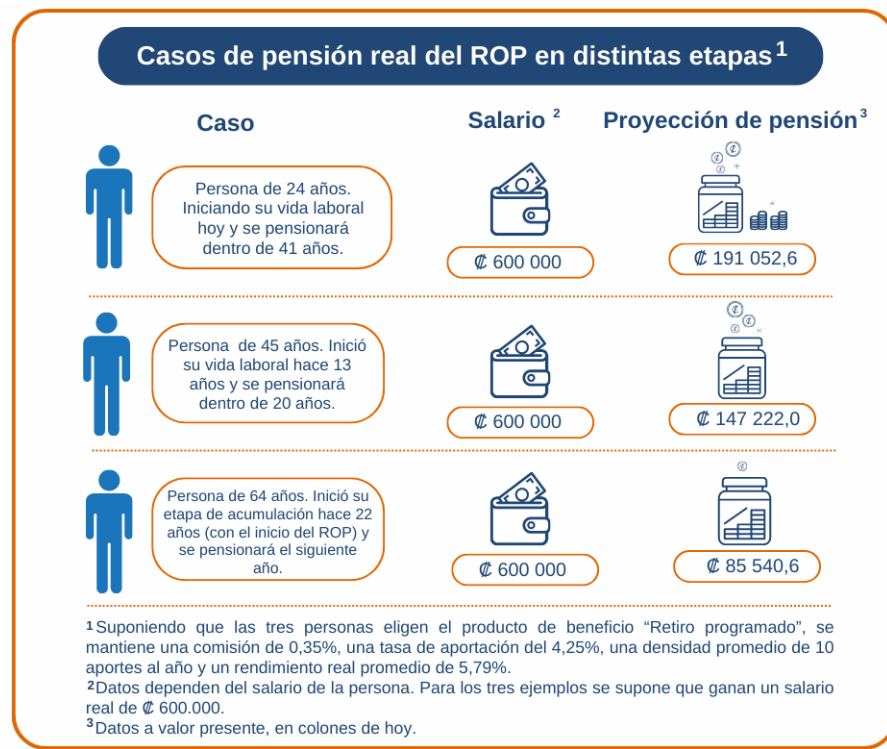 Casos de pensión real del ROP en distintas etapas¹
Caso
Salario ²
Proyección de pensión³
Persona de 24 años.
Iniciando su vida laboral
hoy y se pensionará
dentro de 41 años.
₡ 600 000
₡ 191 052,6
Persona de 45 años. Inició
su vida laboral hace 13
años y se pensionará
dentro de 20 años.
₡ 600 000
₡ 147 222,0
Persona de 64 años. Inició su
etapa de acumulación hace 22
años (con el inicio del ROP) y
se pensionará el siguiente
año.
₡ 600 000
₡ 85 540,6
¹Suponiendo que las tres personas eligen el producto de beneficio “Retiro programado”, se
mantiene una comisión de 0,35%, una tasa de aportación del 4,25%, una densidad promedio de 10
aportes al año y un rendimiento real promedio de 5,79%.
²Datos dependen del salario de la persona. Para los tres ejemplos se supone que ganan un salario
real de ₡ 600.000.
³Datos a valor presente, en colones de hoy.